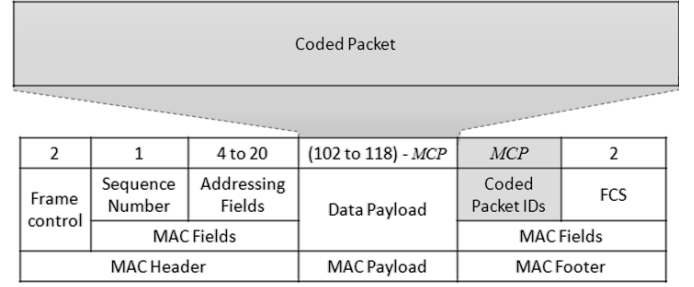 Coded Packet
2 1 4 to 20 (102 to 118) - MCP MCP 2
Frame control
Sequence Number
Addressing Fields
Data Payload
Coded Packet IDs
FCS
MAC Fields MAC Fields
MAC Header MAC Payload MAC Footer